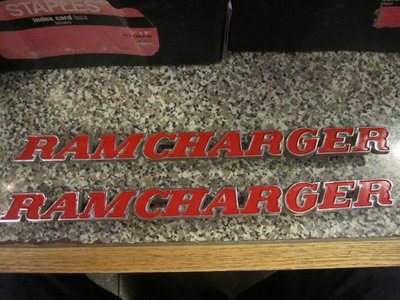 STAPLES
index card box
RAMCHARGER
RAMCHARGER